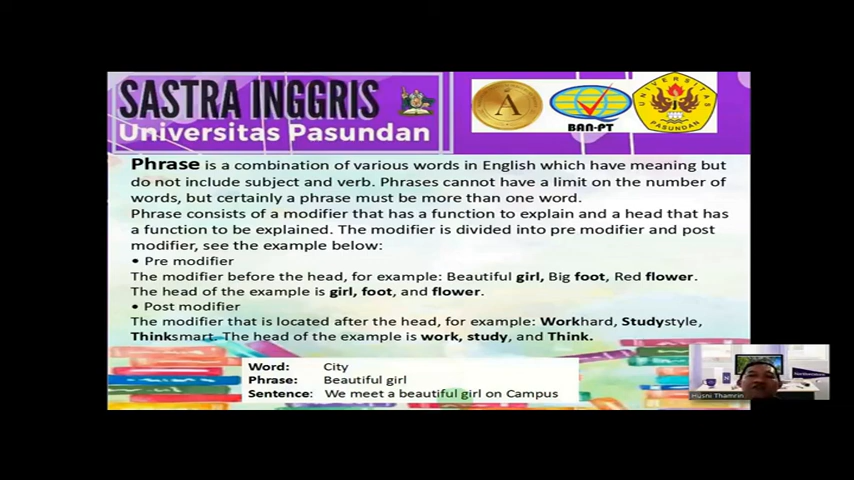 SASTRA INGGRIS
Universitas Pasundan
A
BAN-PT
UNIVERSITAS
PASUNDAN
Phrase is a combination of various words in English which have meaning but
do not include subject and verb. Phrases cannot have a limit on the number of
words, but certainly a phrase must be more than one word.
Phrase consists of a modifier that has a function to explain and a head that has
a function to be explained. The modifier is divided into pre modifier and post
modifier, see the example below:
• Pre modifier
The modifier before the head, for example: Beautiful girl, Big foot, Red flower.
The head of the example is girl, foot, and flower.
• Post modifier
The modifier that is located after the head, for example: Workhard, Studystyle,
Thinksmart. The head of the example is work, study, and Think.
Word: City
Phrase: Beautiful girl
Sentence: We meet a beautiful girl on Campus
Husni Thamrin